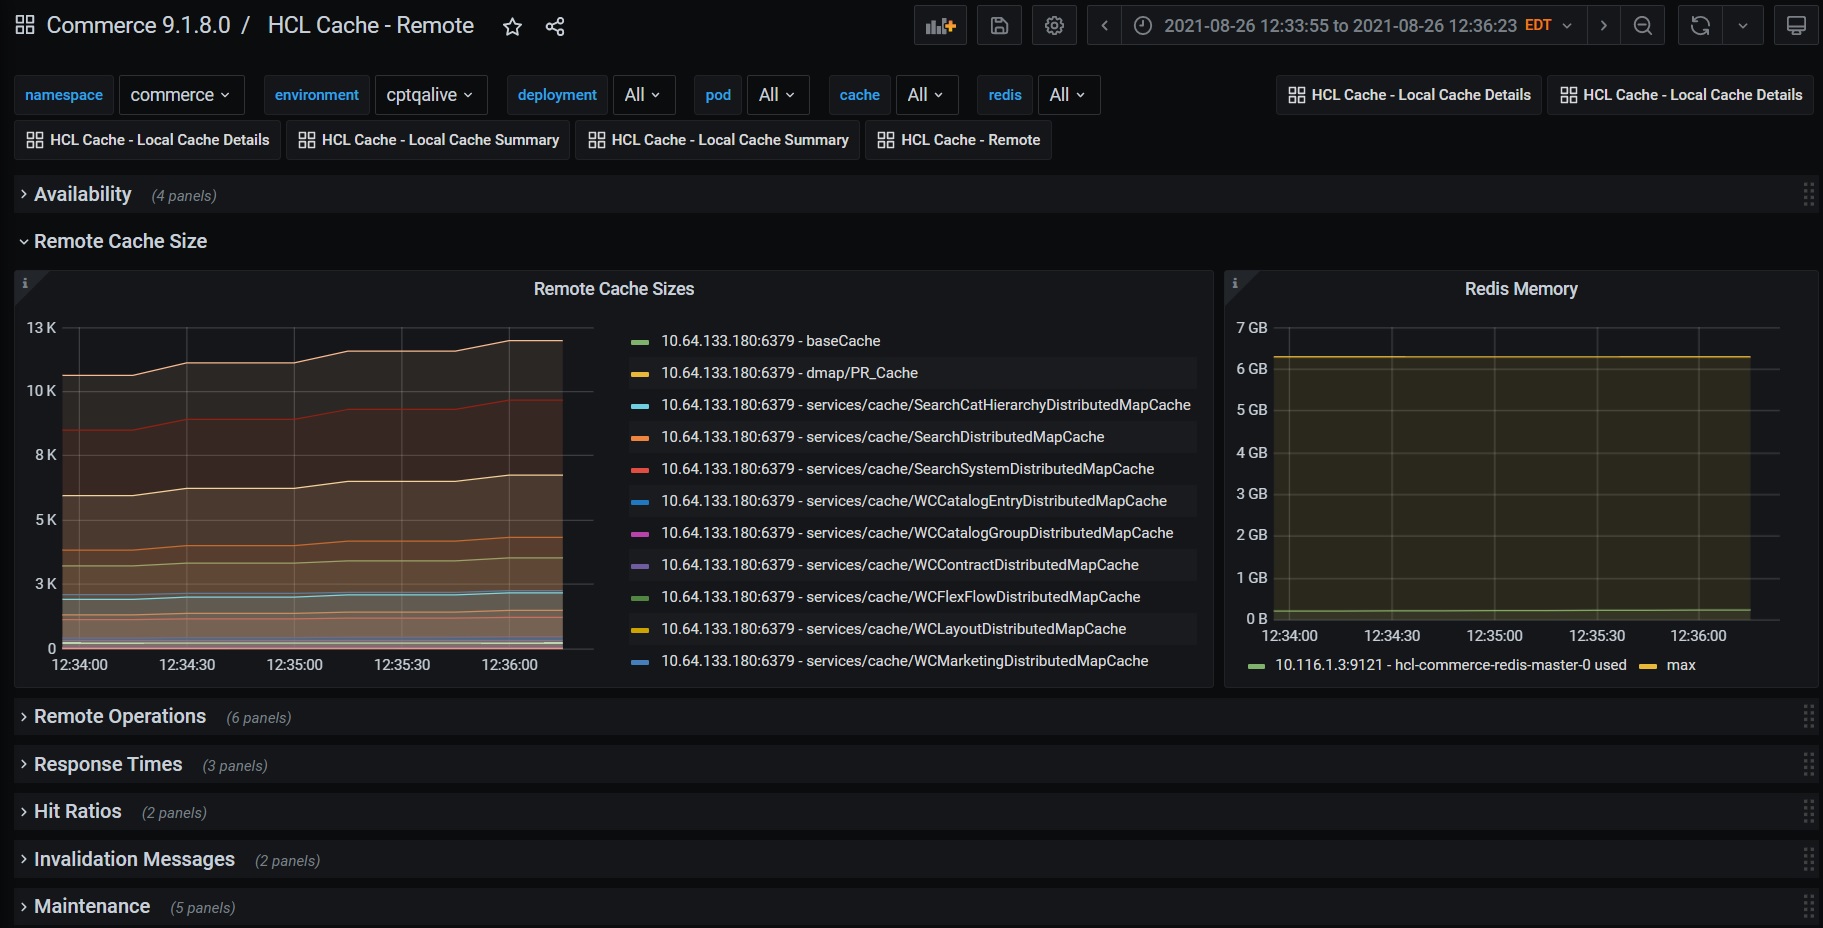 Commerce 9.1.8.0 / HCL Cache - Remote
2021-08-26 12:33:55 to 2021-08-26 12:36:23 EDT
namespace commerce environment cptqalive deployment All pod All cache All redis All HCL Cache - Local Cache Details HCL Cache - Local Cache Details
HCL Cache - Local Cache Details HCL Cache - Local Cache Summary HCL Cache - Local Cache Summary HCL Cache - Remote
Availability (4 panels)
Remote Cache Size
i
Remote Cache Sizes
13 K
10 K
8 K
5 K
3 K
0
12:34:00 12:34:30 12:35:00 12:35:30 12:36:00
10.64.133.180:6379 - baseCache
10.64.133.180:6379 - dmap/PR_Cache
10.64.133.180:6379 - services/cache/SearchCatHierarchyDistributedMapCache
10.64.133.180:6379 - services/cache/SearchDistributedMapCache
10.64.133.180:6379 - services/cache/SearchSystemDistributedMapCache
10.64.133.180:6379 - services/cache/WCCatalogEntryDistributedMapCache
10.64.133.180:6379 - services/cache/WCCatalogGroupDistributedMapCache
10.64.133.180:6379 - services/cache/WCContractDistributedMapCache
10.64.133.180:6379 - services/cache/WCFlexFlowDistributedMapCache
10.64.133.180:6379 - services/cache/WCLayoutDistributedMapCache
10.64.133.180:6379 - services/cache/WCMarketingDistributedMapCache
i
Redis Memory
7 GB
6 GB
5 GB
4 GB
3 GB
2 GB
1 GB
0 B
12:34:00 12:34:30 12:35:00 12:35:30 12:36:00
10.116.1.3:9121 - hcl-commerce-redis-master-0 used max
Remote Operations (6 panels)
Response Times (3 panels)
Hit Ratios (2 panels)
Invalidation Messages (2 panels)
Maintenance (5 panels)